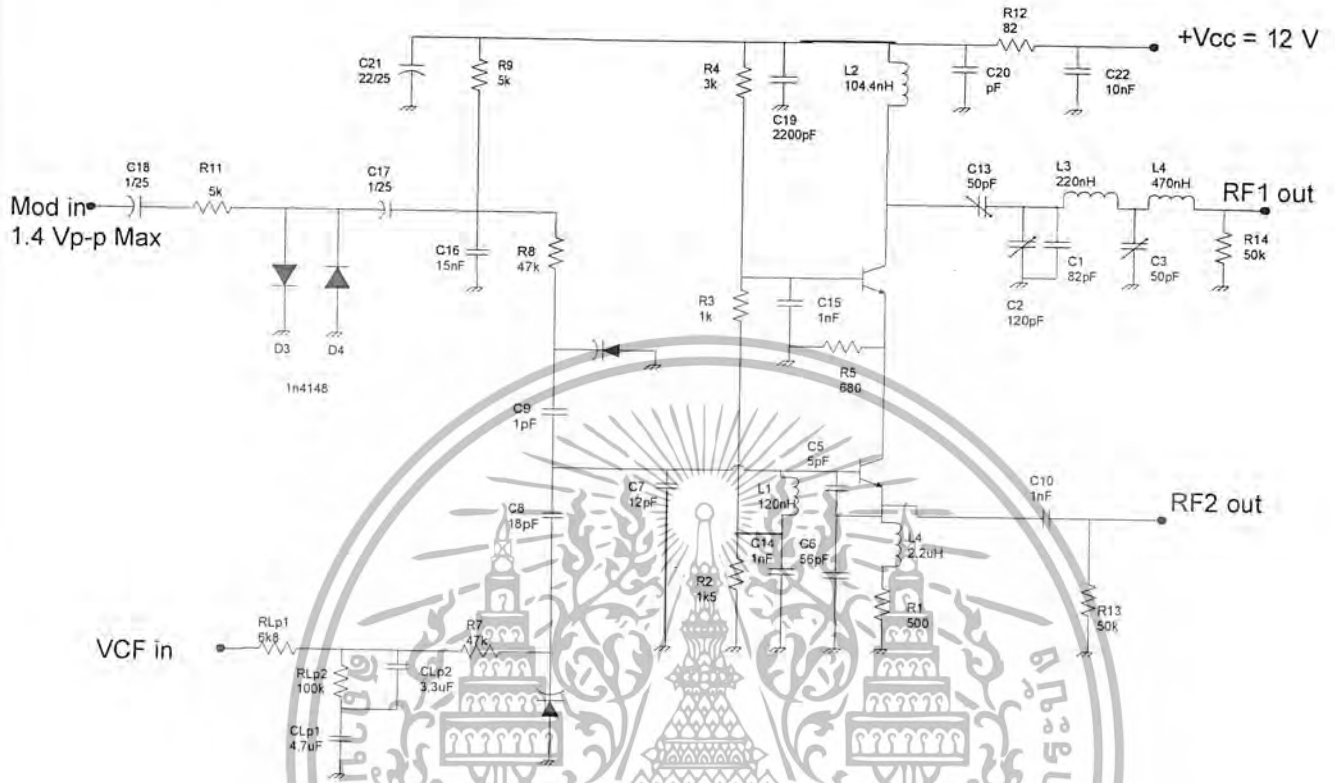 R12
82
+Vcc = 12 V
C21
22/25
R9
5k
R4
3k
L2
104.4nH
C20
pF
C22
10nF
C19
2200pF
C18
1/25
R11
5k
C17
1/25
C13
50pF
L3
220nH
L4
470nH
RF1 out
Mod in
1.4 Vp-p Max
C16
15nF
R8
47k
R14
50k
C1
82pF
C3
50pF
C2
120pF
R3
1k
C15
1nF
D3
D4
1n4148
R5
680
C9
1pF
C5
5pF
C7
12pF
L1
120nH
C10
1nF
RF2 out
C8
18pF
C14
1nF
C6
56pF
L4
2.2uH
R2
1k5
R1
500
R13
50k
RLp1
6k8
R7
47k
VCF in
RLp2
100k
CLp2
3.3uF
CLp1
4.7uF